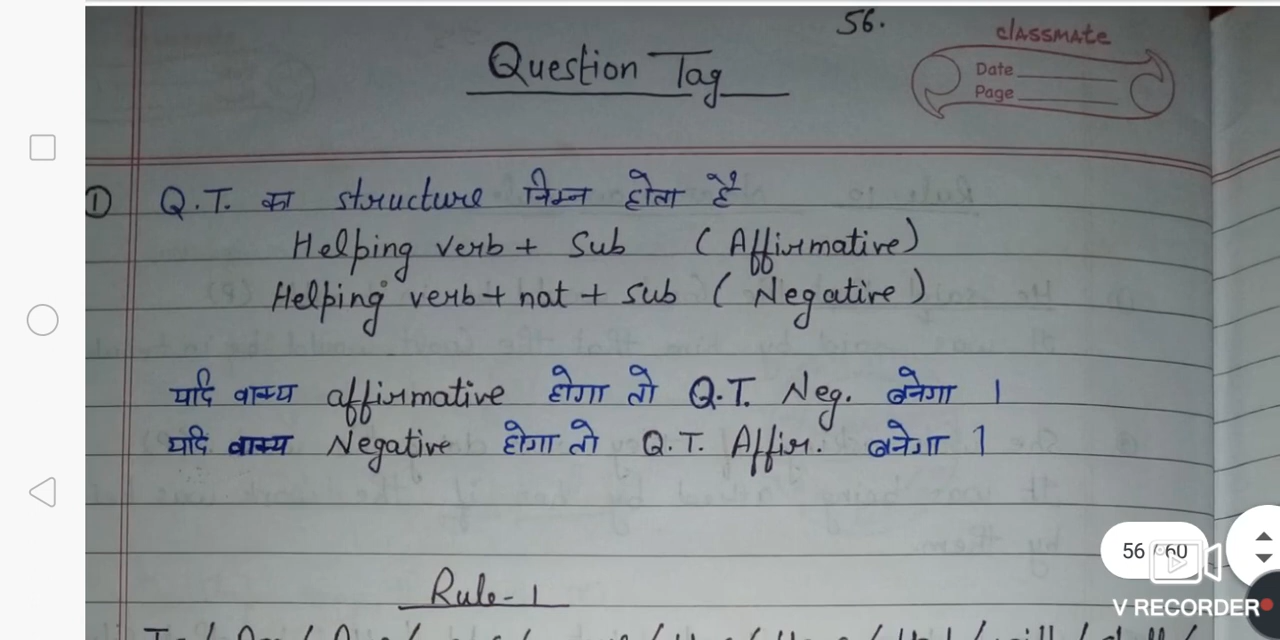 56.
classmate
Date
Page
Question Tag
① Q.T. का structure निम्न होता है
Helping verb + Sub (Affirmative)
Helping verb + not + sub (Negative)
यदि वाक्य affirmative होगा तो Q.T. Neg. बनेगा ।
यदि वाक्य Negative होगा तो Q.T. Affir. बनेगा ।
Rule-1
56 / 60
V RECORDER